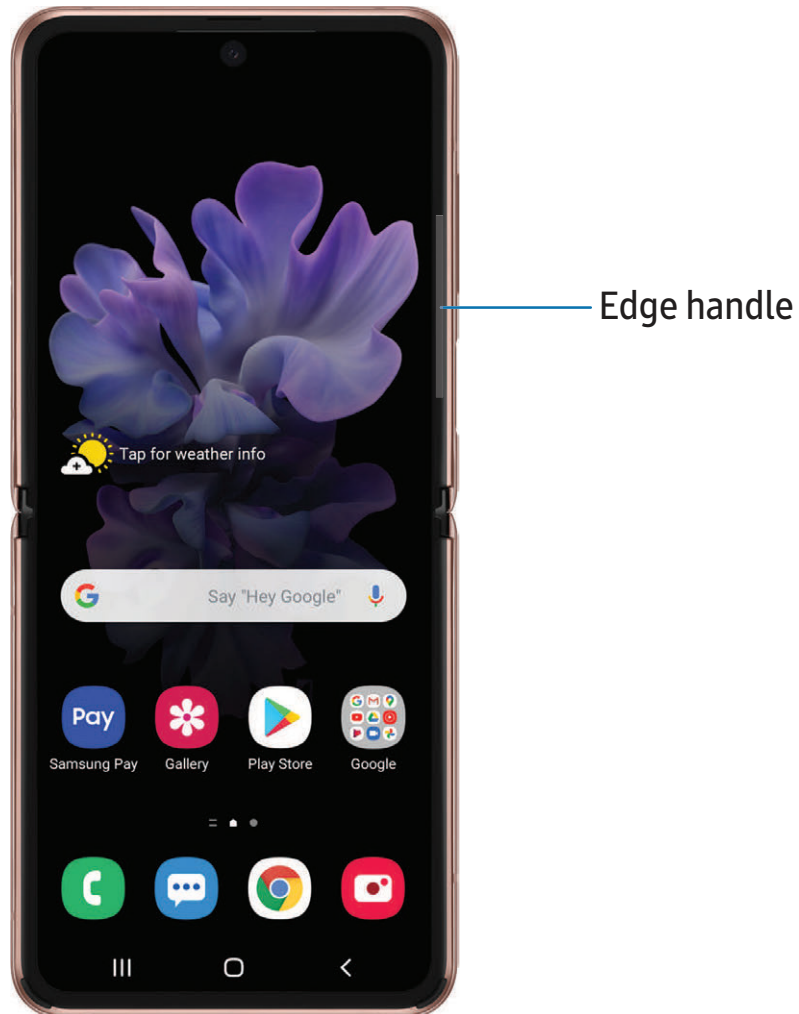 Edge handle
Tap for weather info
Say "Hey Google"
Pay
Samsung Pay
Gallery
Play Store
Google